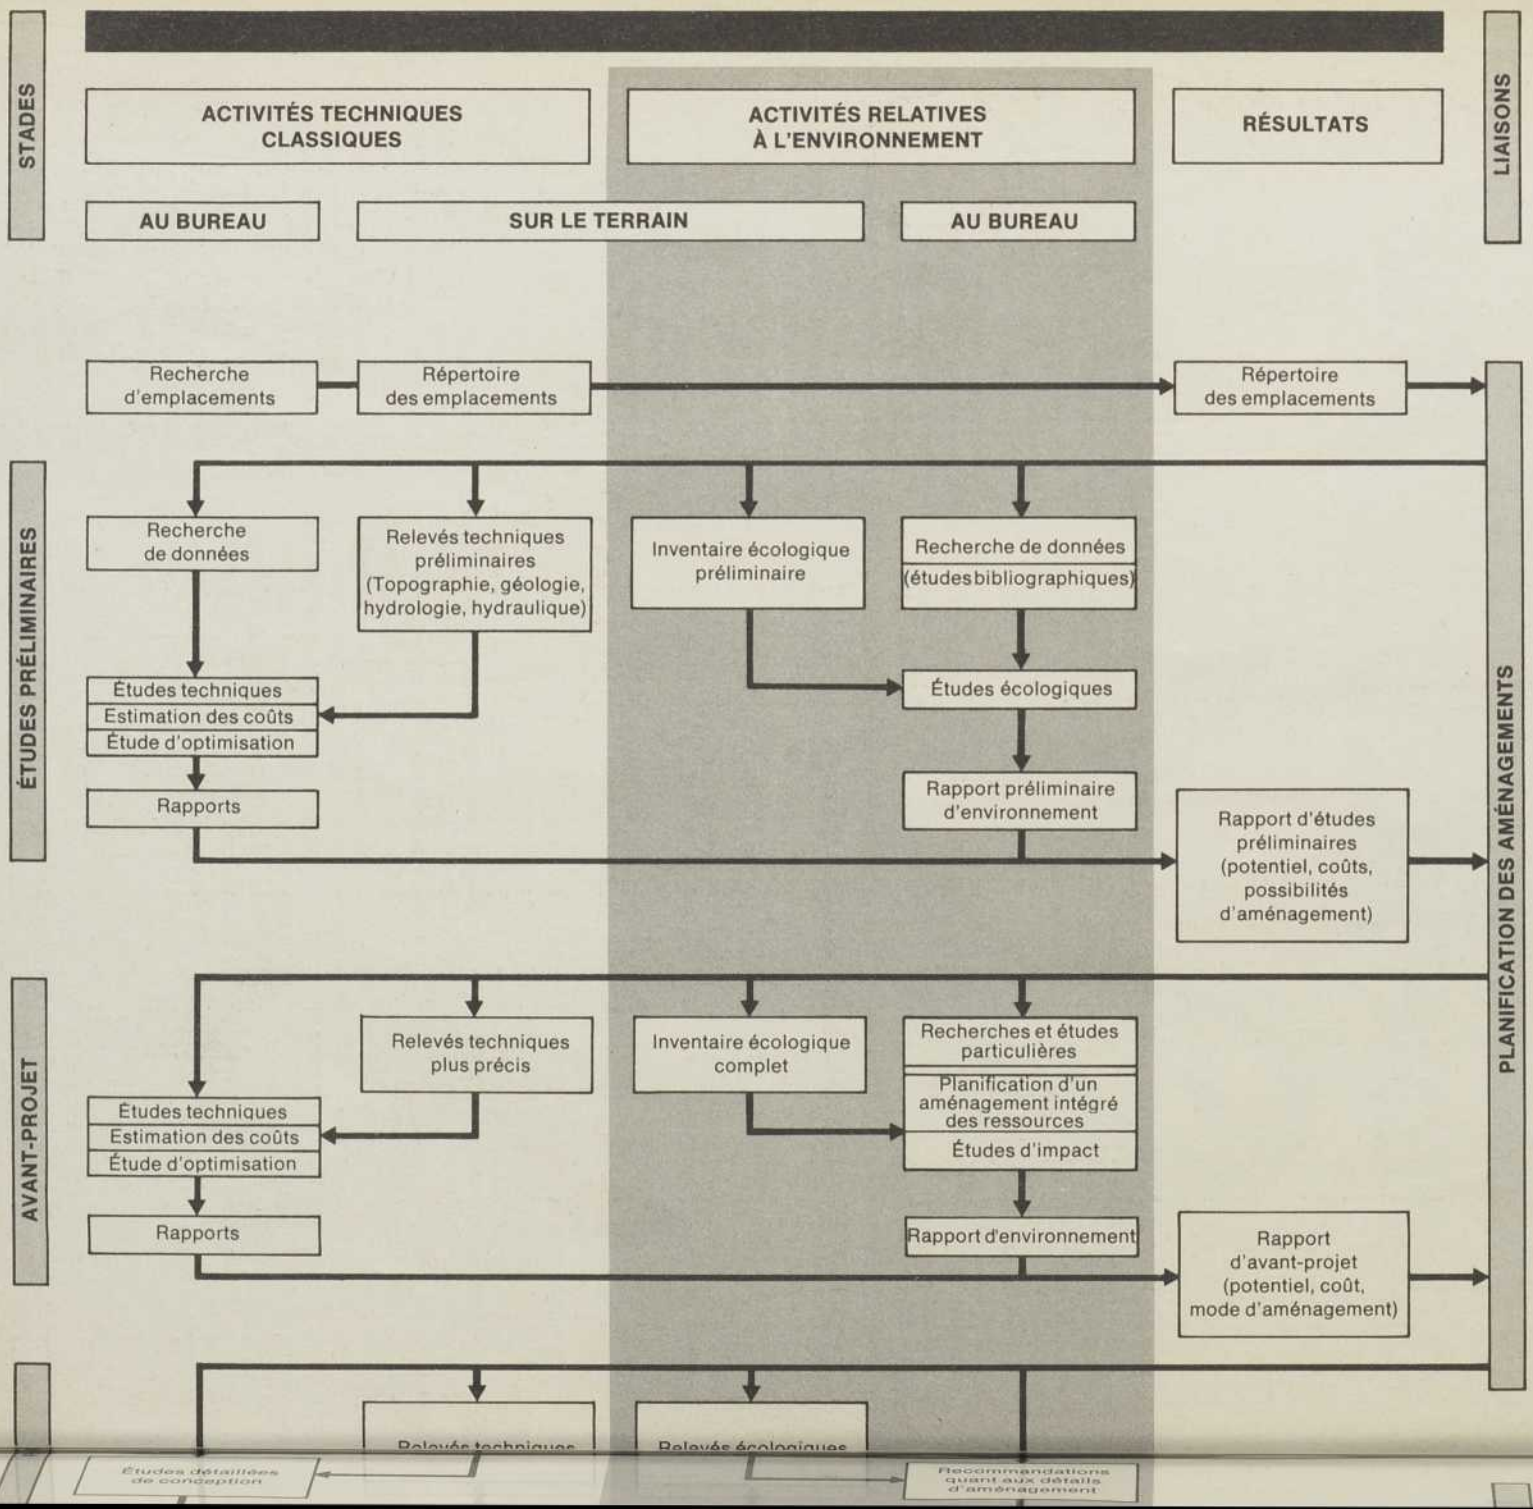 STADES
ACTIVITÉS TECHNIQUES
CLASSIQUES
ACTIVITÉS RELATIVES
À L'ENVIRONNEMENT
RÉSULTATS
LIAISONS
AU BUREAU
SUR LE TERRAIN
AU BUREAU
Recherche
d'emplacements
Répertoire
des emplacements
Répertoire
des emplacements
PLANIFICATION DES AMÉNAGEMENTS
ÉTUDES PRÉLIMINAIRES
Recherche
de données
Relevés techniques
préliminaires
(Topographie, géologie,
hydrologie, hydraulique)
Inventaire écologique
préliminaire
Recherche de données
(études bibliographiques)
Études techniques
Estimation des coûts
Étude d'optimisation
Études écologiques
Rapports
Rapport préliminaire
d'environnement
Rapport d'études
préliminaires
(potentiel, coûts,
possibilités
d'aménagement)
AVANT-PROJET
Relevés techniques
plus précis
Inventaire écologique
complet
Recherches et études
particulières
Planification d'un
aménagement intégré
des ressources
Études d'impact
Études techniques
Estimation des coûts
Étude d'optimisation
Rapports
Rapport d'environnement
Rapport
d'avant-projet
(potentiel, coût,
mode d'aménagement)
Relevés techniques
Relevés écologiques
Études détaillées
de conception
Recommandations
quant aux détails
d'aménagement